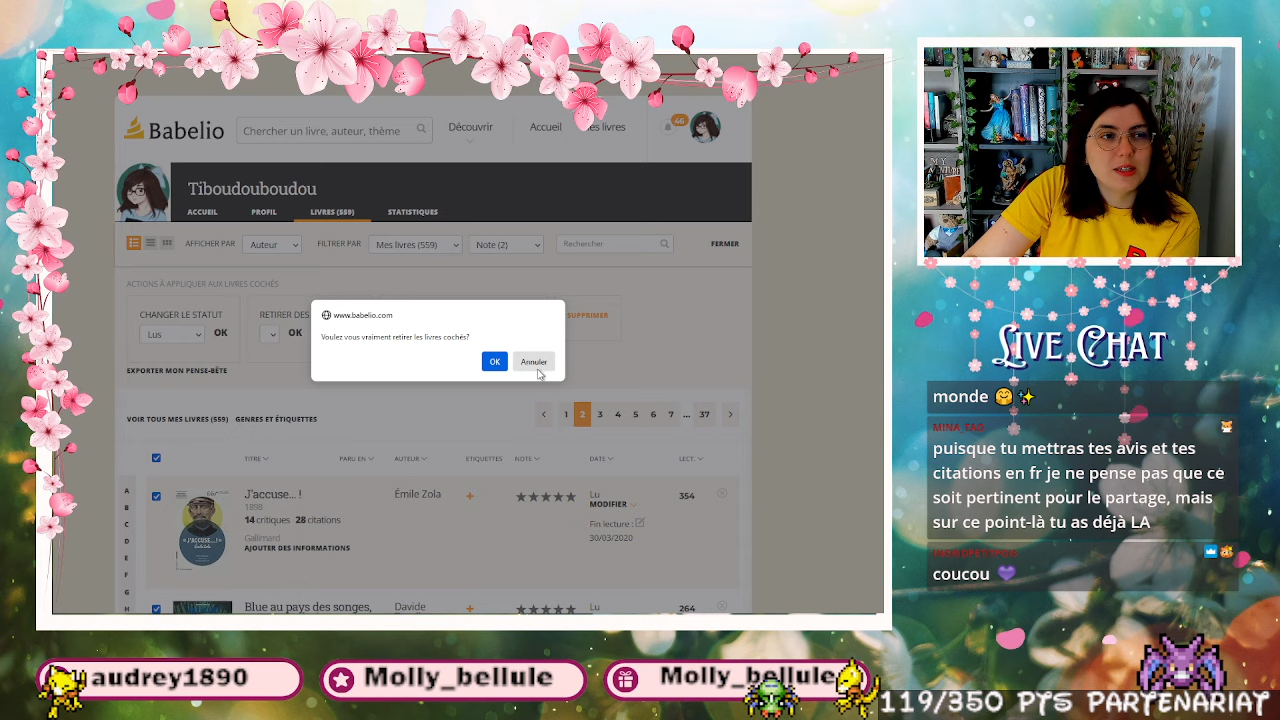 Babelio
Chercher un livre, auteur, thème
Découvrir
Accueil
es livres
46
Tiboudouboudou
ACCUEIL
PROFIL
LIVRES (559)
STATISTIQUES
AFFICHER PAR
Auteur
FILTRER PAR
Mes livres (559)
Note (2)
Rechercher
FERMER
ACTIONS À APPLIQUER AUX LIVRES COCHÉS
CHANGER LE STATUT
Lus
OK
RETIRER DES
OK
SUPPRIMER
www.babelio.com
Voulez vous vraiment retirer les livres cochés?
OK
Annuler
EXPORTER MON PENSE-BÊTE
VOIR TOUS MES LIVRES (559)
GENRES ET ÉTIQUETTES
1 2 3 4 5 6 7 ... 37
TITRE
PARU EN
AUTEUR
ETIQUETTES
NOTE
DATE
LECT.
A
B
C
D
E
F
G
H
J'accuse... !
1898
14 critiques 28 citations
Gallimard
AJOUTER DES INFORMATIONS
J'ACCUSE...!
Émile Zola
Lu
MODIFIER
Fin lecture :
30/03/2020
354
Blue au pays des songes,
Davide
Lu
264
MY
ADVENTURE
LIVE CHAT
monde
MINA_TAO
puisque tu mettras tes avis et tes
citations en fr je ne pense pas que ce
soit pertinent pour le partage, mais
sur ce point-là tu as déjà LA
coucou
audrey1890
Molly_bellule
Molly_bellule
119/350 PTS PARTENARIAT